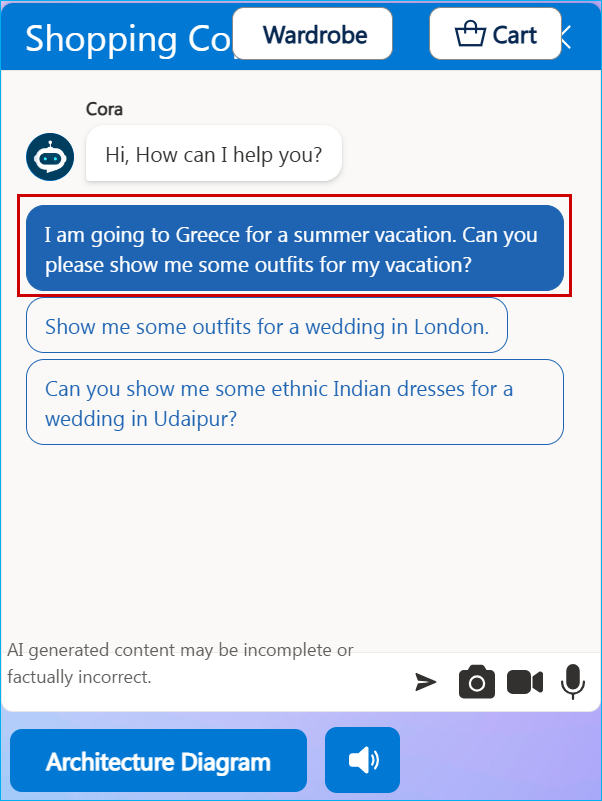 Shopping Co
Wardrobe
Cart
Cora
Hi, How can I help you?
I am going to Greece for a summer vacation. Can you
please show me some outfits for my vacation?
Show me some outfits for a wedding in London.
Can you show me some ethnic Indian dresses for a
wedding in Udaipur?
AI generated content may be incomplete or
factually incorrect.
Architecture Diagram